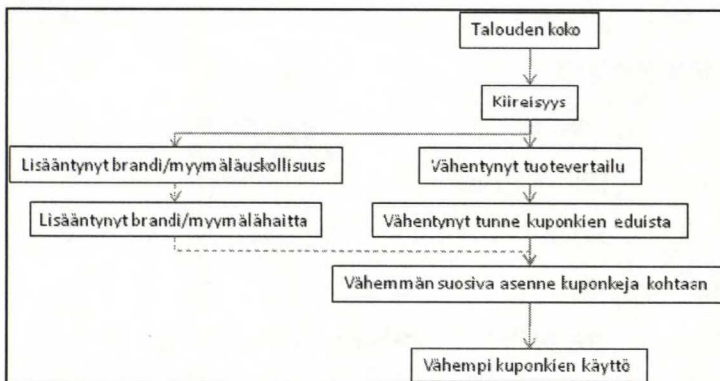 Talouden koko
Kiireisyys
Lisääntynyt brandi/myymäläuskollisuus
Vähentynyt tuotevertailu
Lisääntynyt brandi/myymälähaitta
Vähentynyt tunne kuponkien eduista
Vähemmän suosiva asenne kuponkeja kohtaan
Vähempi kuponkien käyttö